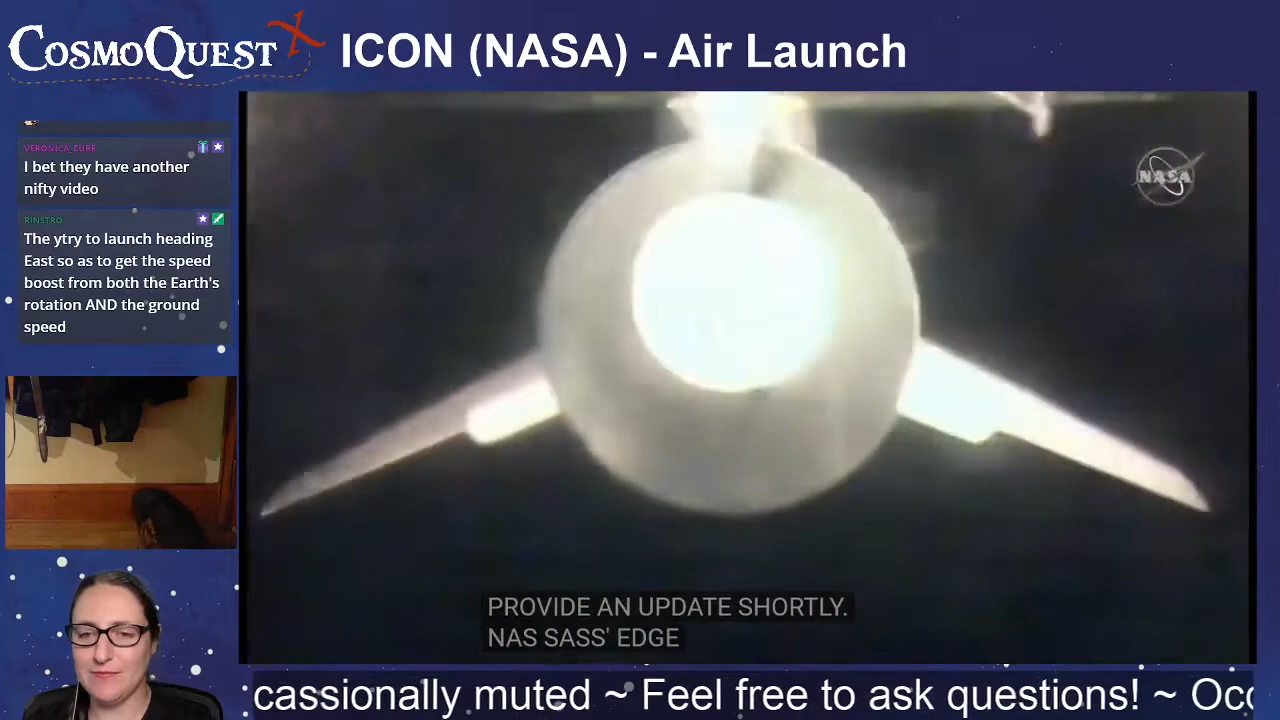 CosmoQuest X
ICON (NASA) - Air Launch
NASA
VERONICA_CURE
I bet they have another
nifty video
RINSTRO
The ytry to launch heading
East so as to get the speed
boost from both the Earth's
rotation AND the ground
speed
PROVIDE AN UPDATE SHORTLY.
NAS SASS' EDGE
cassionally muted ~ Feel free to ask questions! ~ Occ